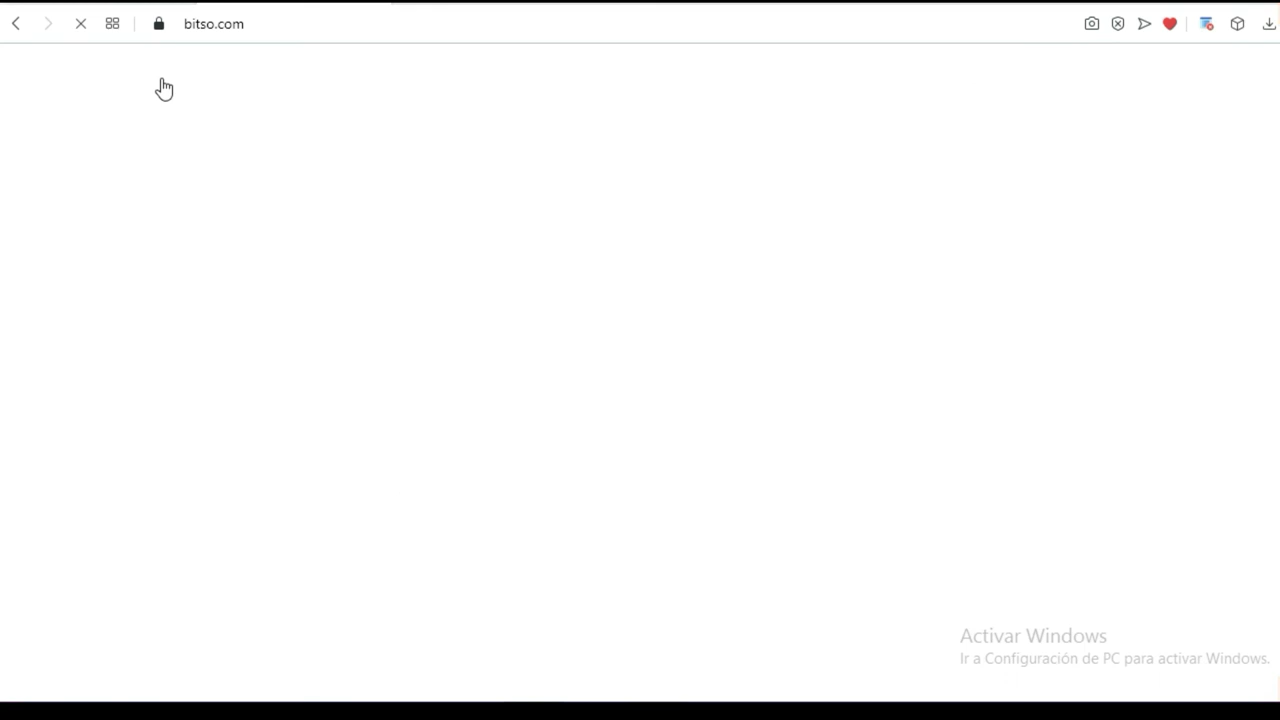 bitso.com
Activar Windows
Ir a Configuración de PC para activar Windows.